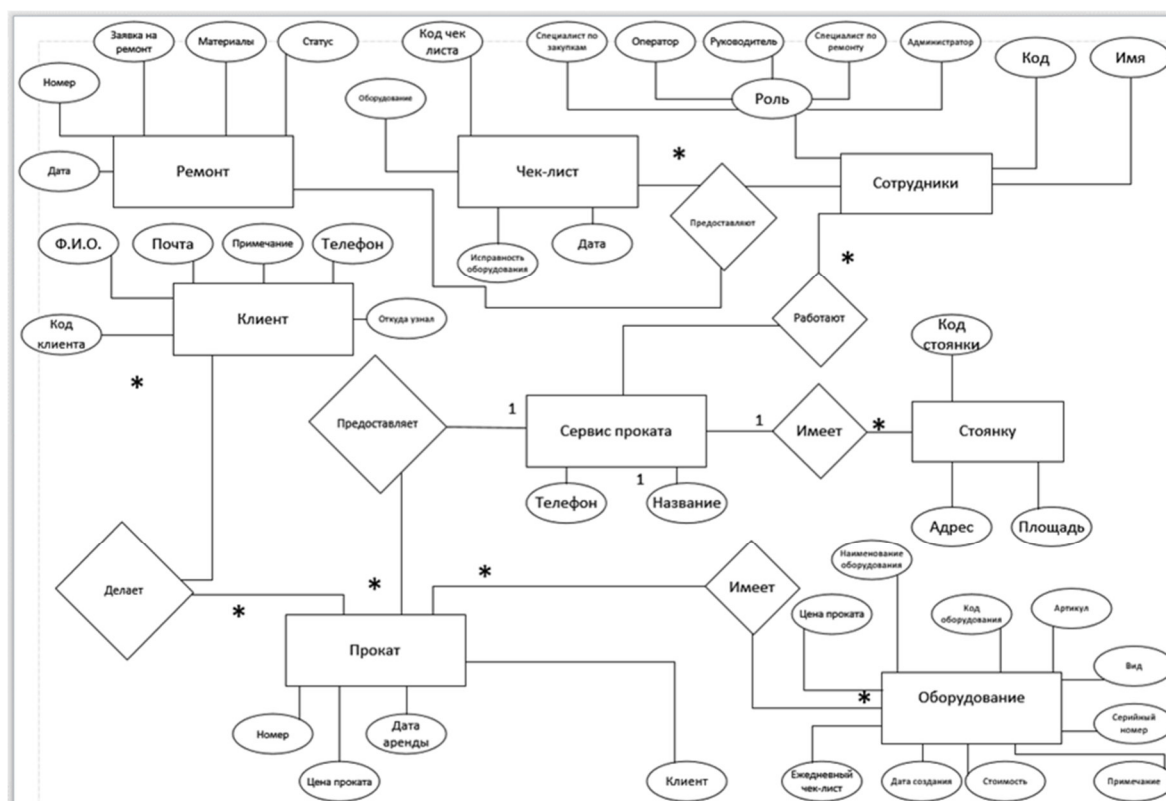 Заявка на
ремонт
Материалы
Статус
Код чек
листа
Специалист по
закупкам
Оператор
Руководитель
Специалист по
ремонту
Администратор
Код
Имя
Номер
Оборудование
Роль
Дата
Ремонт
Чек-лист
*
Сотрудники
Предоставляют
Ф.И.О.
Почта
Примечание
Телефон
Исправность
оборудования
Дата
*
Клиент
Откуда узнал
Код
клиента
Работают
Код
стоянки
*
Предоставляет
1
Сервис проката
1
Имеет
*
Стоянку
1
Телефон
Название
Адрес
Площадь
Делает
*
*
*
Имеет
Наименование
оборудования
Цена проката
Код
оборудования
Артикул
Прокат
Вид
*
Оборудование
Номер
Дата
аренды
Серийный
номер
Цена проката
Клиент
Ежедневный
чек-лист
Дата создания
Стоимость
Примечание